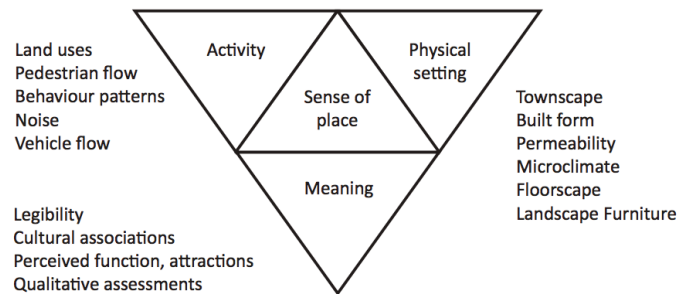 Activity
Physical
setting
Sense of
place
Meaning
Land uses
Pedestrian flow
Behaviour patterns
Noise
Vehicle flow
Townscape
Built form
Permeability
Microclimate
Floorscape
Landscape Furniture
Legibility
Cultural associations
Perceived function, attractions
Qualitative assessments